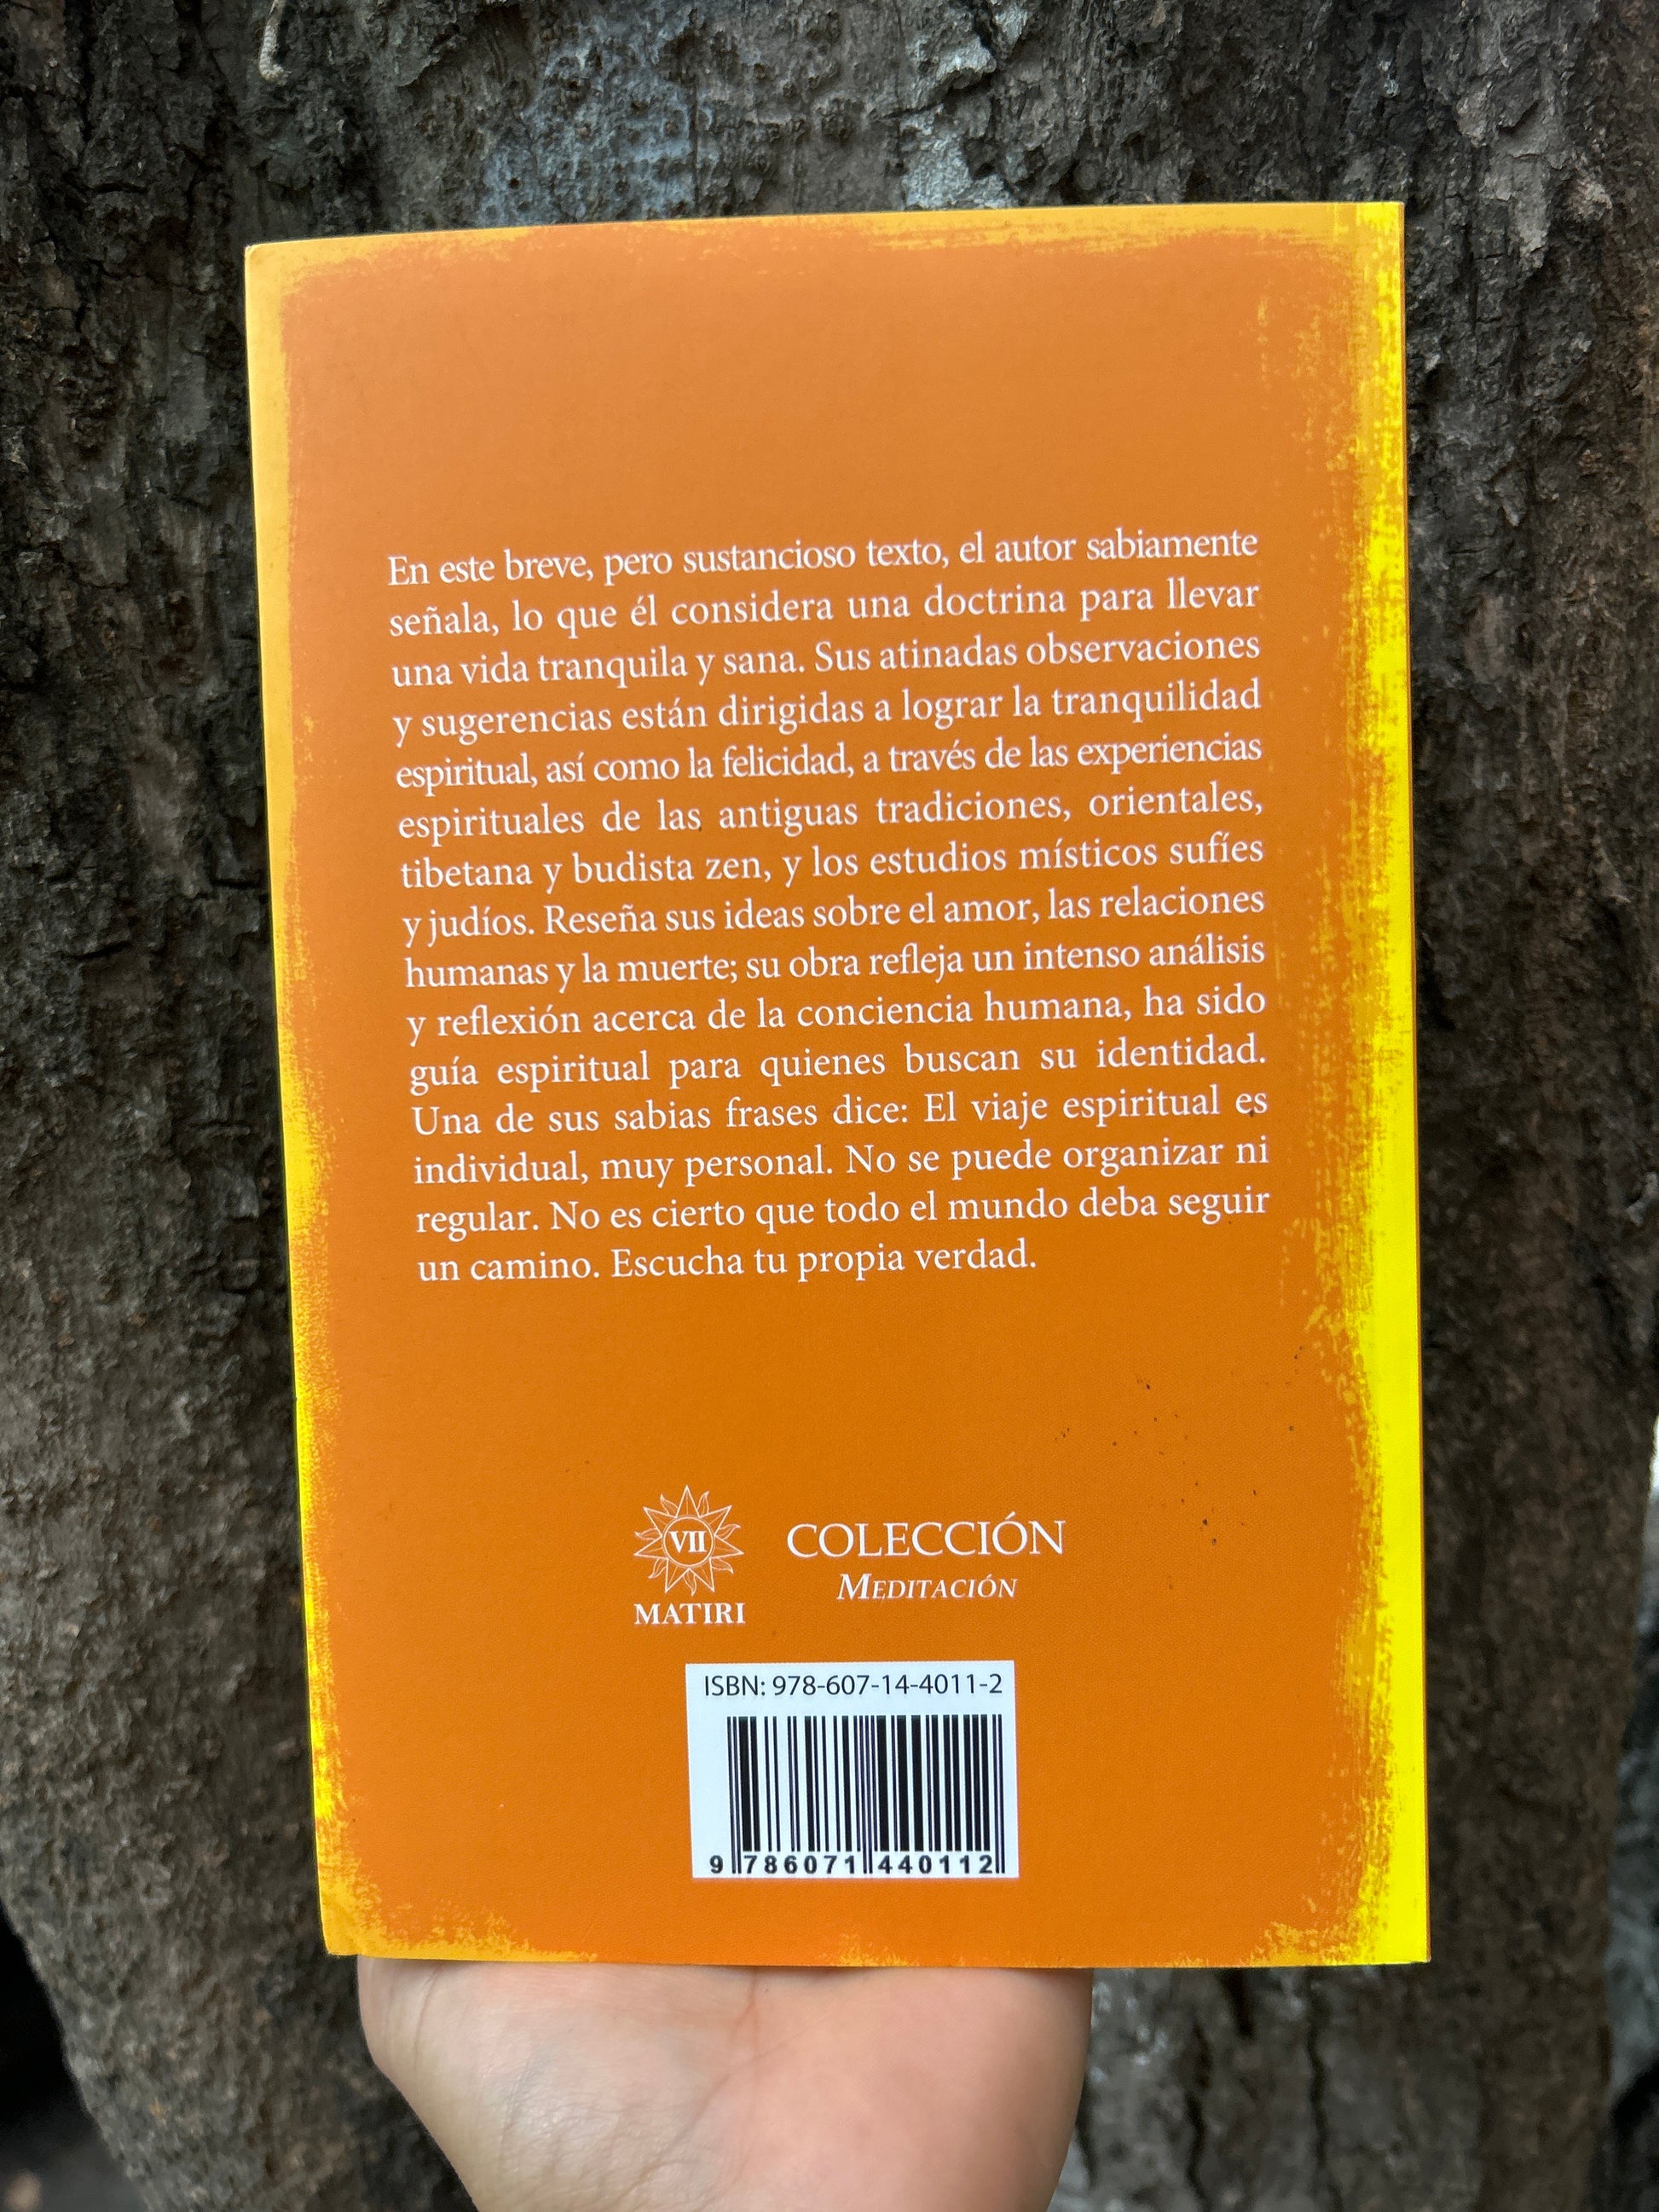 En este breve, pero sustancioso texto, el autor sabiamente
señala, lo que él considera una doctrina para llevar
una vida tranquila y sana. Sus atinadas observaciones
y sugerencias están dirigidas a lograr la tranquilidad
espiritual, así como la felicidad, a través de las experiencias
espirituales de las antiguas tradiciones, orientales,
tibetana y budista zen, y los estudios místicos sufíes
y judíos. Reseña sus ideas sobre el amor, las relaciones
humanas y la muerte; su obra refleja un intenso análisis
y reflexión acerca de la conciencia humana, ha sido
guía espiritual para quienes buscan su identidad.
Una de sus sabias frases dice: El viaje espiritual es
individual, muy personal. No se puede organizar ni
regular. No es cierto que todo el mundo deba seguir
un camino. Escucha tu propia verdad.
VII
MATIRI
COLECCIÓN
MEDITACIÓN
ISBN: 978-607-14-4011-2
9 786071 440112